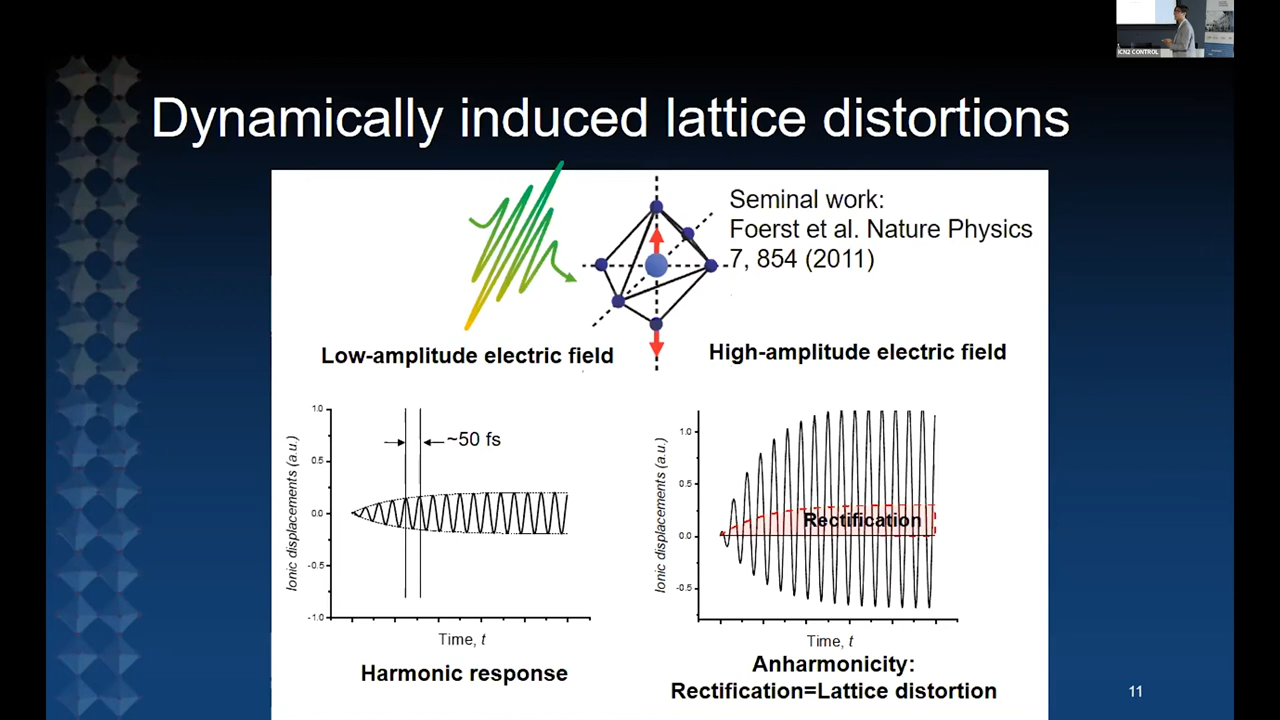 ICN2 CONTROL
Dynamically induced lattice distortions
Seminal work:
Foerst et al. Nature Physics
7, 854 (2011)
Low-amplitude electric field
High-amplitude electric field
Ionic displacements (a.u.)
1.0
0.5
0.0
-0.5
-1.0
~50 fs
Time, t
Harmonic response
Ionic displacements (a.u.)
1.0
0.5
0.0
-0.5
Rectification
Time, t
Anharmonicity:
Rectification=Lattice distortion
11